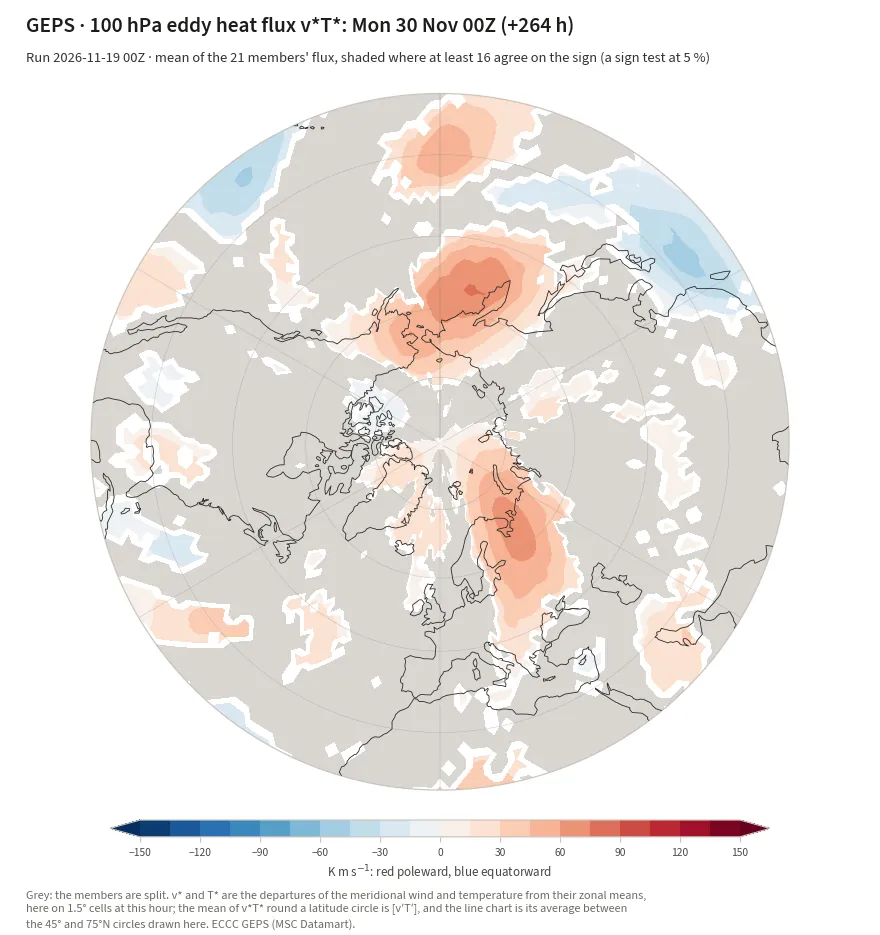 GEPS · 100 hPa eddy heat flux v*T*: Mon 30 Nov 00Z (+264 h)
Run 2026-11-19 00Z · mean of the 21 members' flux, shaded where at least 16 agree on the sign (a sign test at 5 %)
−150 −120 −90 −60 −30 0 30 60 90 120 150
K m s⁻¹: red poleward, blue equatorward
Grey: the members are split. v* and T* are the departures of the meridional wind and temperature from their zonal means,
here on 1.5° cells at this hour; the mean of v*T* round a latitude circle is [v'T'], and the line chart is its average between
the 45° and 75°N circles drawn here. ECCC GEPS (MSC Datamart).